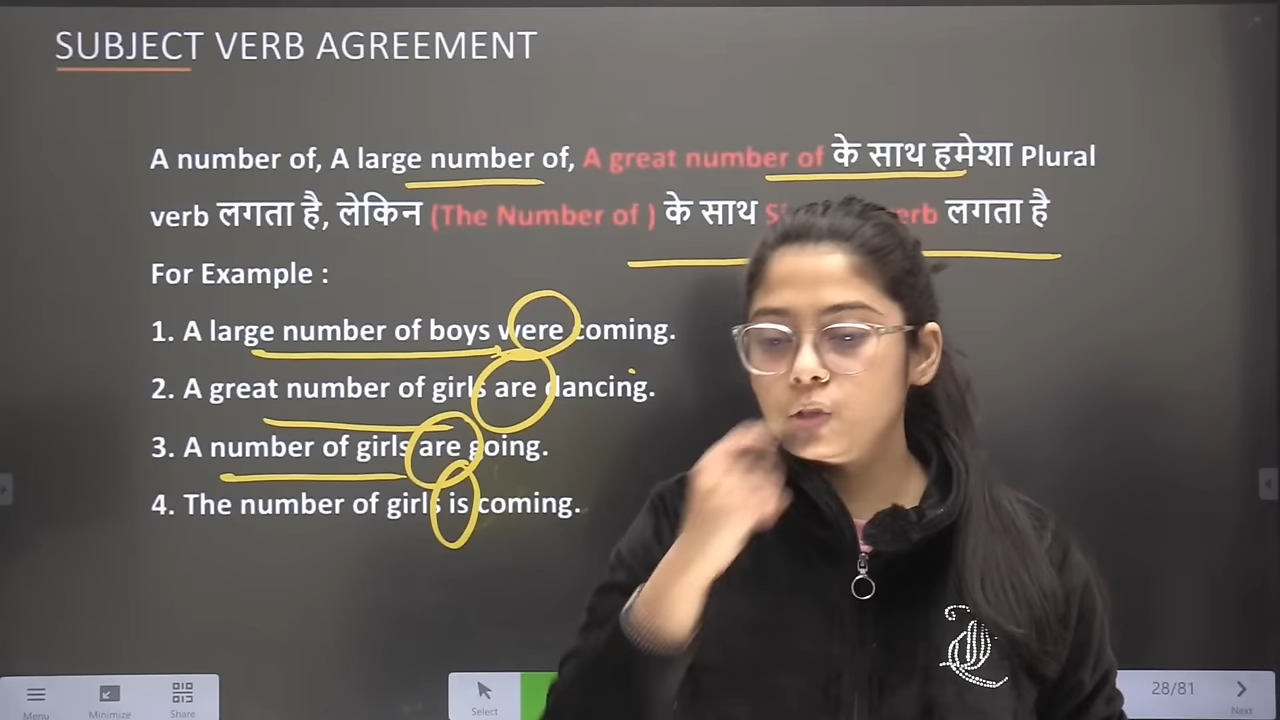 SUBJECT VERB AGREEMENT
A number of, A large number of, A great number of के साथ हमेशा Plural
verb लगता है, लेकिन (The Number of ) के साथ लगता है
For Example :
1. A large number of boys were coming.
2. A great number of girls are dancing.
3. A number of girls are going.
4. The number of girls is coming.
Menu Minimize Share Select 28/81 Next